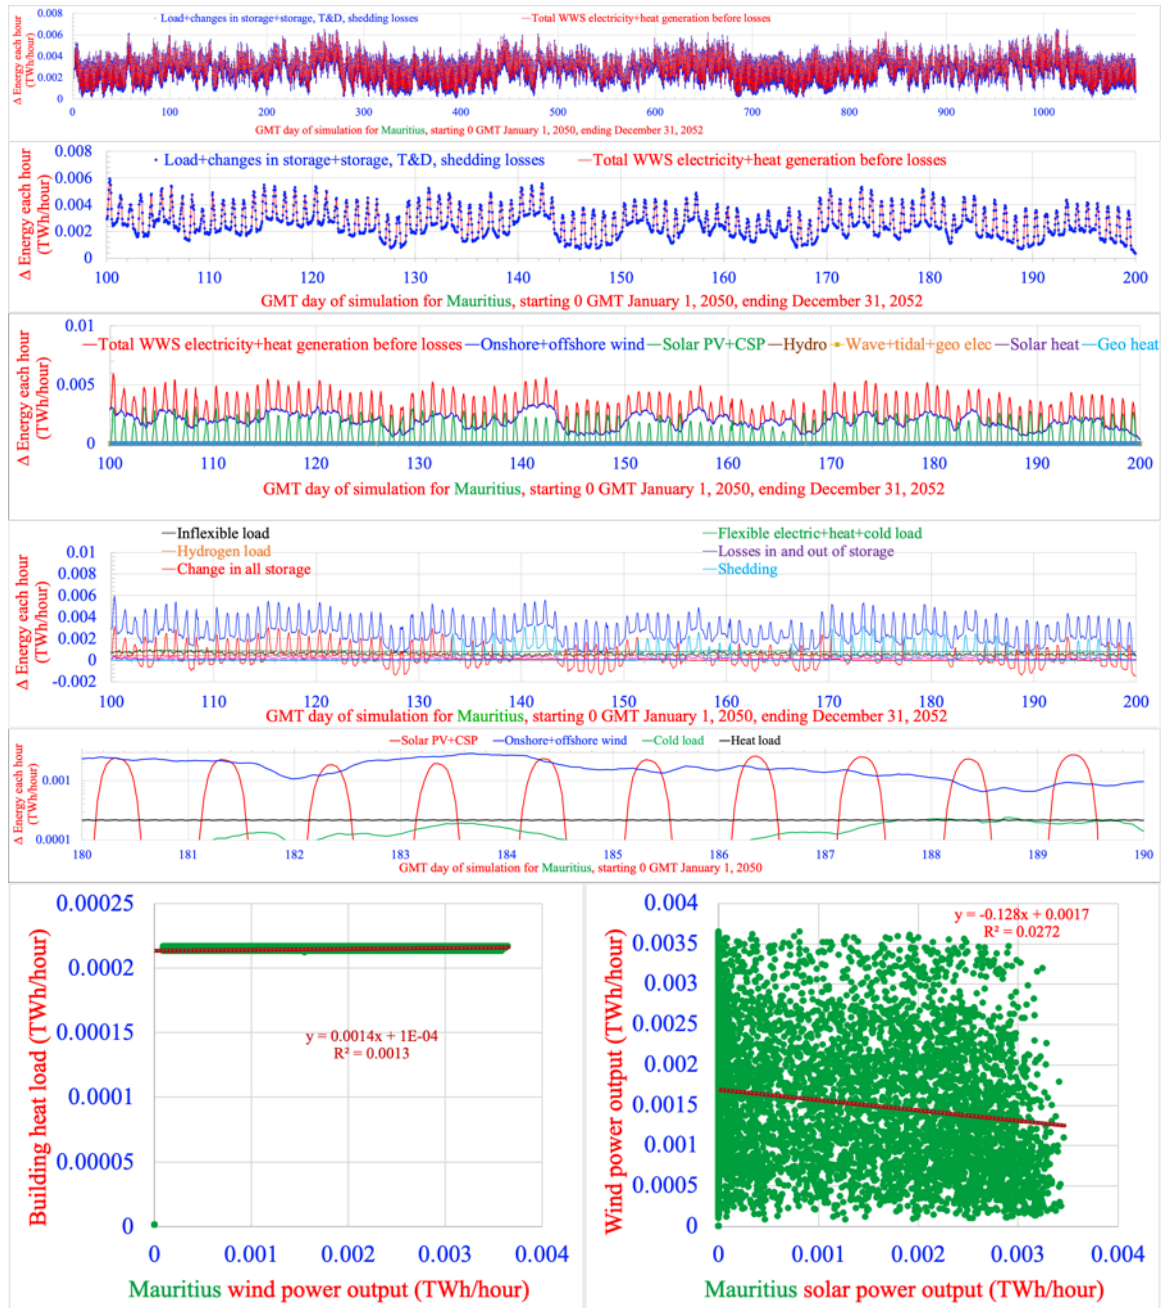 Load+changes in storage+storage, T&D, shedding losses
Total WWS electricity+heat generation before losses
Δ Energy each hour
(TWh/hour)
0.008
0.006
0.004
0.002
0
0 100 200 300 400 500 600 700 800 900 1000
GMT day of simulation for Mauritius, starting 0 GMT January 1, 2050, ending December 31, 2052
Load+changes in storage+storage, T&D, shedding losses
Total WWS electricity+heat generation before losses
Δ Energy each hour
(TWh/hour)
0.008
0.006
0.004
0.002
0
100 110 120 130 140 150 160 170 180 190 200
GMT day of simulation for Mauritius, starting 0 GMT January 1, 2050, ending December 31, 2052
Total WWS electricity+heat generation before losses Onshore+offshore wind Solar PV+CSP Hydro Wave+tidal+geo elec Solar heat Geo heat
Δ Energy each hour
(TWh/hour)
0.01
0.005
0
100 110 120 130 140 150 160 170 180 190 200
GMT day of simulation for Mauritius, starting 0 GMT January 1, 2050, ending December 31, 2052
Inflexible load
Flexible electric+heat+cold load
Hydrogen load
Losses in and out of storage
Change in all storage
Shedding
Δ Energy each hour
(TWh/hour)
0.01
0.008
0.006
0.004
0.002
0
-0.002
100 110 120 130 140 150 160 170 180 190 200
GMT day of simulation for Mauritius, starting 0 GMT January 1, 2050, ending December 31, 2052
Solar PV+CSP Onshore+offshore wind Cold load Heat load
Δ Energy each hour
(TWh/hour)
0.001
0.0001
180 181 182 183 184 185 186 187 188 189 190
GMT day of simulation for Mauritius, starting 0 GMT January 1, 2050
Building heat load (TWh/hour)
0.00025
0.0002
0.00015
0.0001
0.00005
0
y = 0.0014x + 1E-04
R² = 0.0013
0 0.001 0.002 0.003 0.004
Mauritius wind power output (TWh/hour)
Wind power output (TWh/hour)
0.004
0.0035
0.003
0.0025
0.002
0.0015
0.001
0.0005
0
y = -0.128x + 0.0017
R² = 0.0272
0 0.001 0.002 0.003 0.004
Mauritius solar power output (TWh/hour)